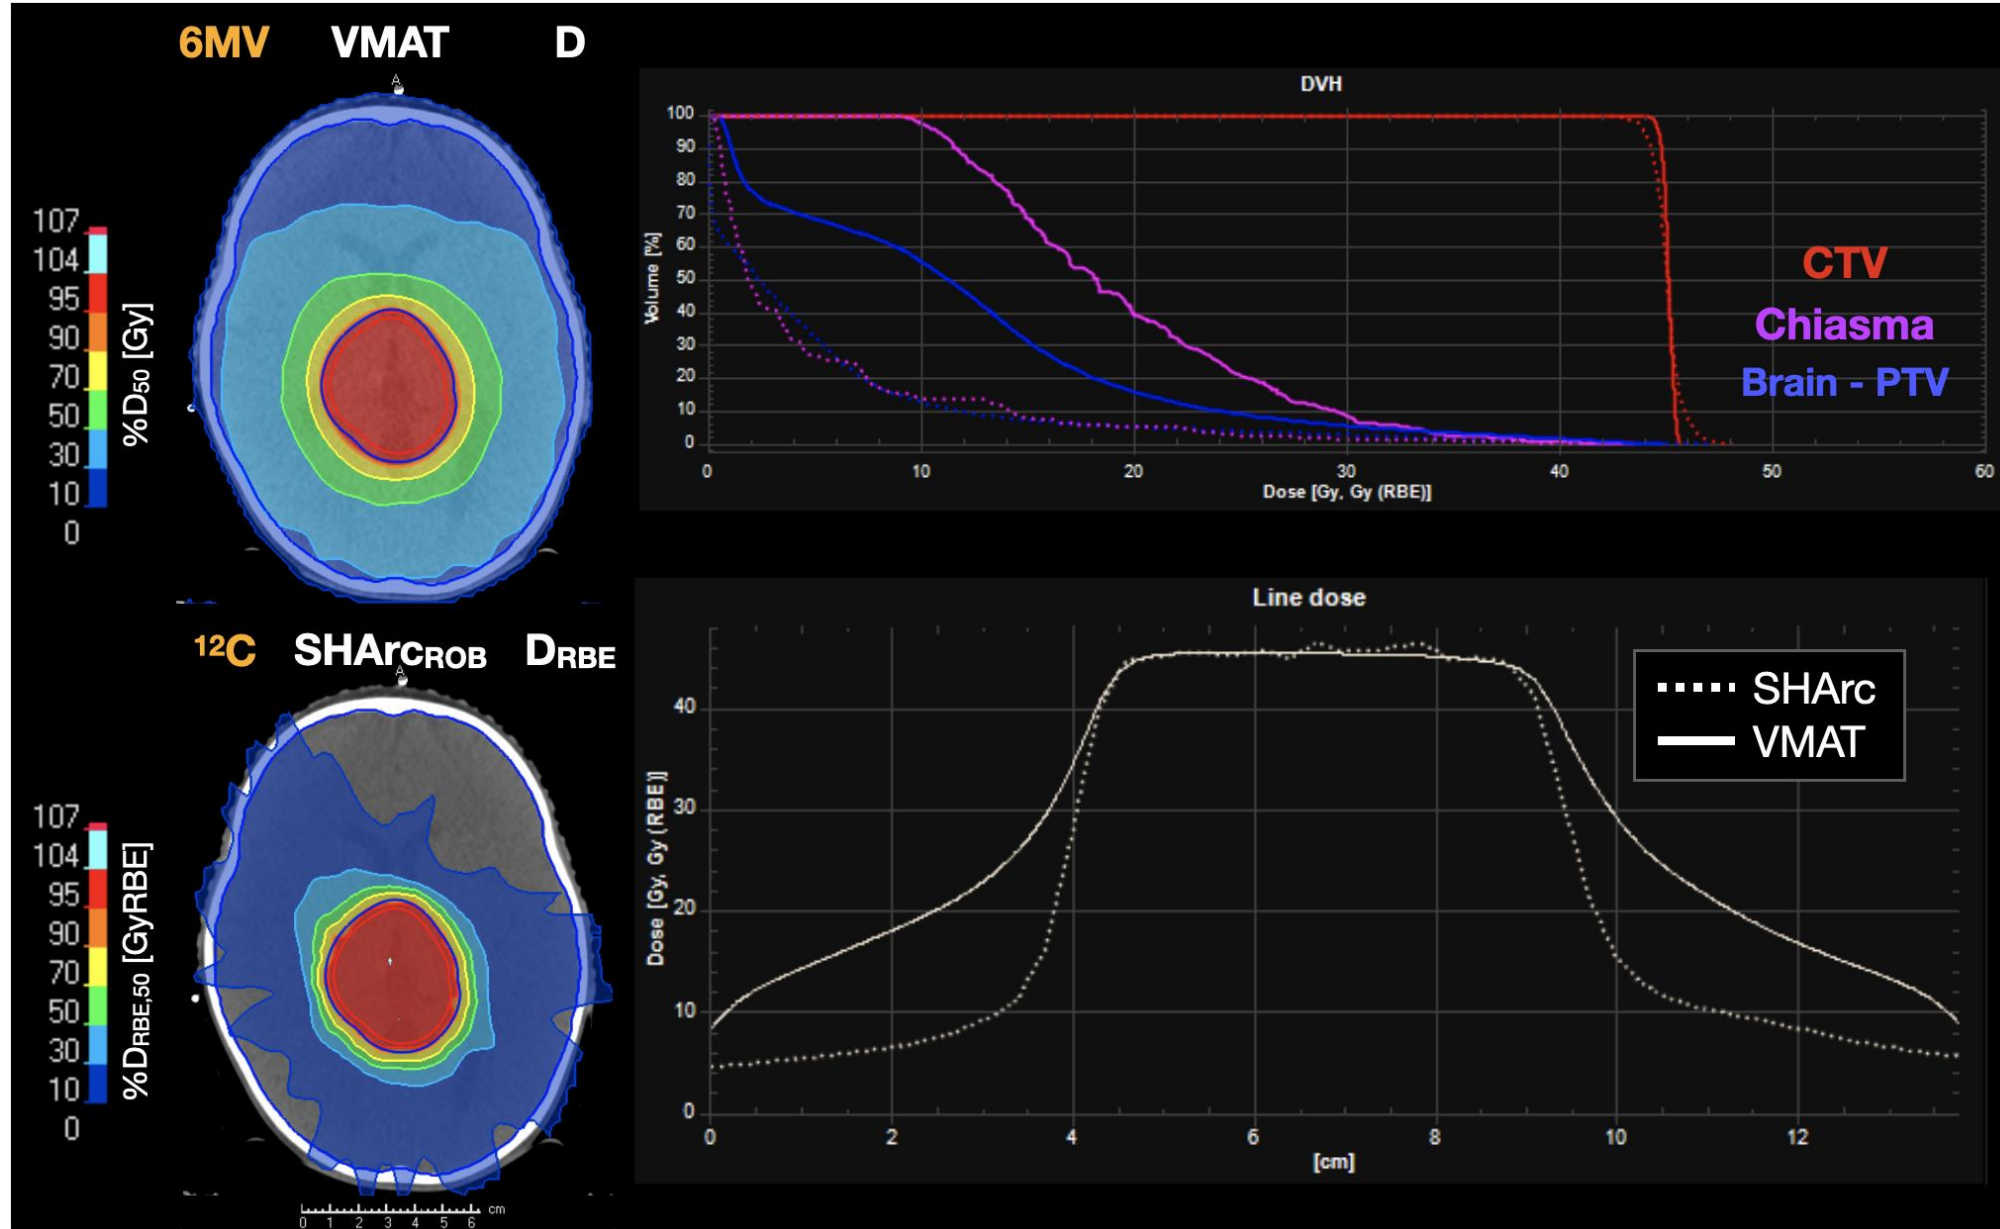 6MV VMAT D
A
107
104
95
90
70
50
30
10
0
%D50 [Gy]
DVH
100
90
80
70
60
50
40
30
20
10
0
Volume [%]
0 10 20 30 40 50 60
Dose [Gy, Gy (RBE)]
CTV
Chiasma
Brain - PTV
12C SHArcROB DRBE
A
107
104
95
90
70
50
30
10
0
%DRBE,50 [GyRBE]
0 1 2 3 4 5 6 cm
Line dose
40
30
20
10
0
Dose [Gy, Gy (RBE)]
0 2 4 6 8 10 12
[cm]
SHArc
VMAT